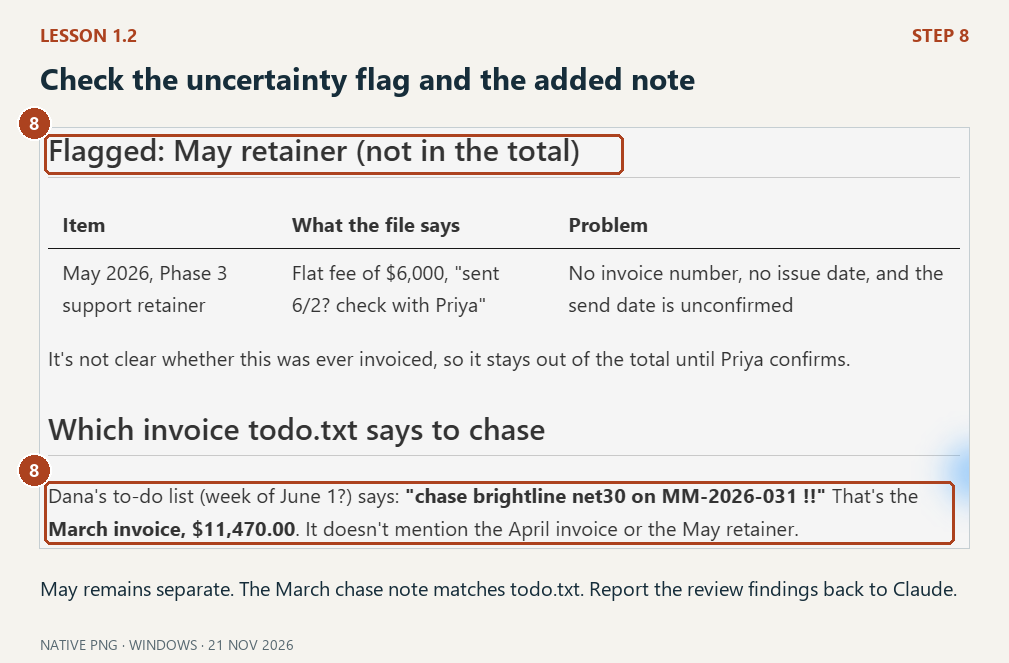 LESSON 1.2
STEP 8
Check the uncertainty flag and the added note
8
Flagged: May retainer (not in the total)
Item
What the file says
Problem
May 2026, Phase 3
support retainer
Flat fee of $6,000, "sent
6/2? check with Priya"
No invoice number, no issue date, and the
send date is unconfirmed
It's not clear whether this was ever invoiced, so it stays out of the total until Priya confirms.
Which invoice todo.txt says to chase
8
Dana's to-do list (week of June 1?) says: "chase brightline net30 on MM-2026-031 !!" That's the
March invoice, $11,470.00. It doesn't mention the April invoice or the May retainer.
May remains separate. The March chase note matches todo.txt. Report the review findings back to Claude.
NATIVE PNG · WINDOWS · 21 NOV 2026